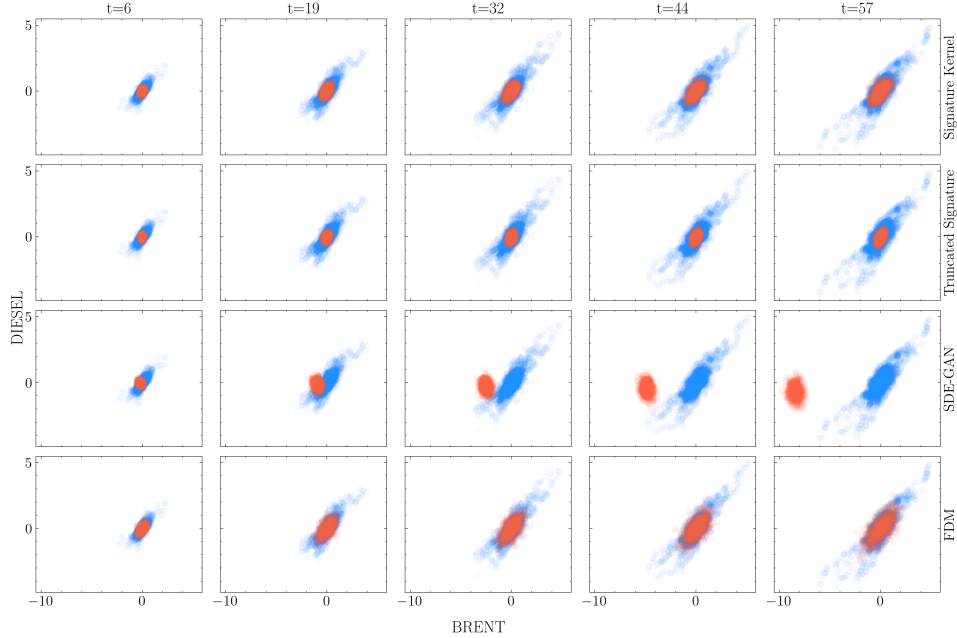 t=6 t=19 t=32 t=44 t=57
5
0
Signature Kernel
5
0
Truncated Signature
DIESEL
5
0
SDE-GAN
5
0
FDM
−10 0 −10 0 −10 0 −10 0 −10 0
BRENT